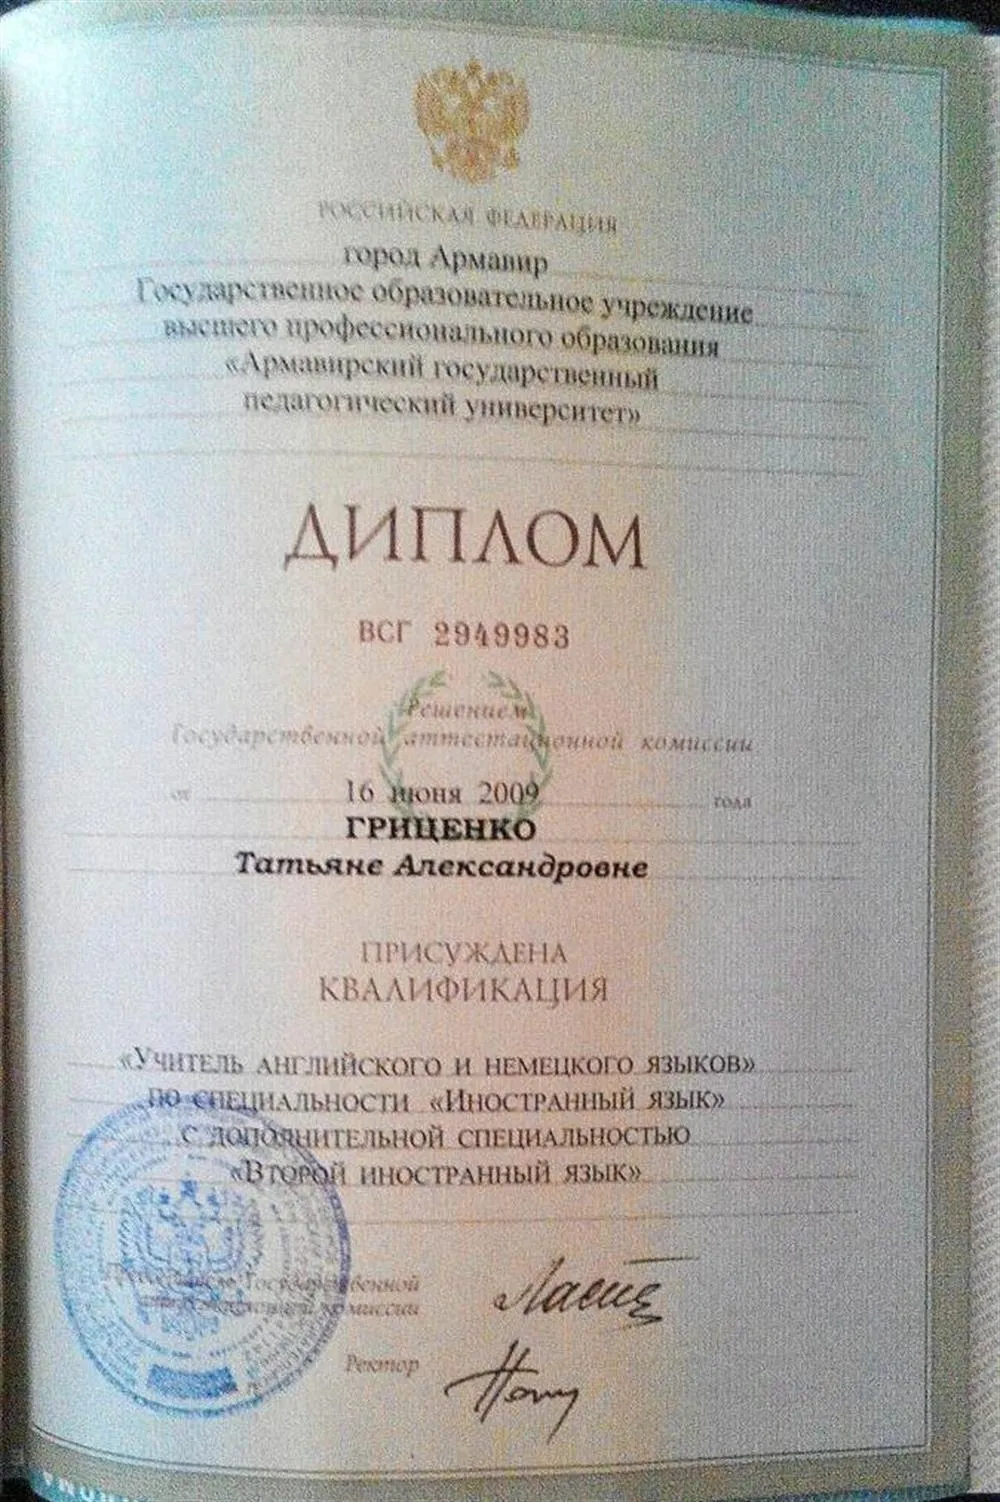 РОССИЙСКАЯ ФЕДЕРАЦИЯ
город Армавир
Государственное образовательное учреждение
высшего профессионального образования
«Армавирский государственный
педагогический университет»
ДИПЛОМ
ВСГ 2949983
Решением
Государственной аттестационной комиссии
от 16 июня 2009 года
ГРИЦЕНКО
Татьяне Александровне
ПРИСУЖДЕНА
КВАЛИФИКАЦИЯ
«Учитель английского и немецкого языков»
по специальности «Иностранный язык»
с дополнительной специальностью
«Второй иностранный язык»
Государственной
комиссии
Ректор